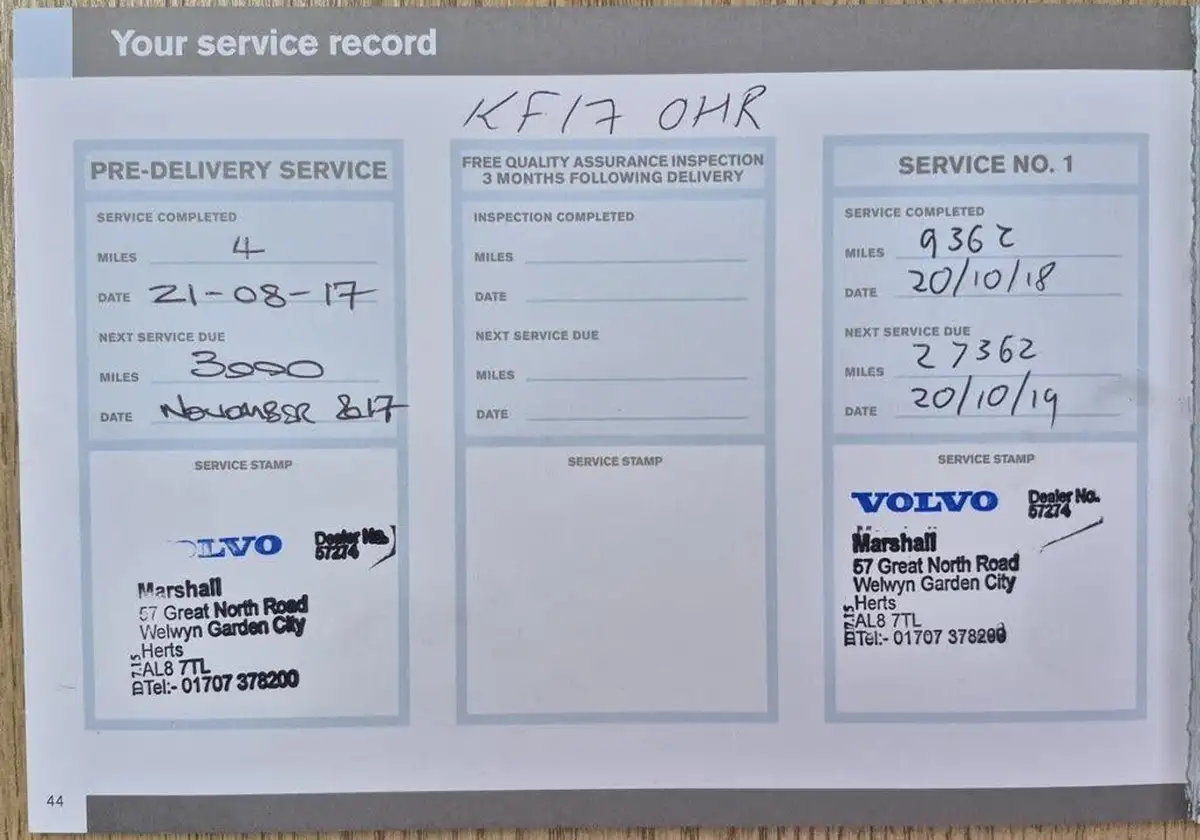 Your service record
KF17 OHR
PRE-DELIVERY SERVICE
SERVICE COMPLETED
MILES 4
DATE 21-08-17
NEXT SERVICE DUE
MILES 3000
DATE NOVEMBER 2017
SERVICE STAMP
OLVO Dealer No.
57274
Marshall
57 Great North Road
Welwyn Garden City
Herts
AL8 7TL
Tel:- 01707 378200
FREE QUALITY ASSURANCE INSPECTION
3 MONTHS FOLLOWING DELIVERY
INSPECTION COMPLETED
MILES
DATE
NEXT SERVICE DUE
MILES
DATE
SERVICE STAMP
SERVICE NO. 1
SERVICE COMPLETED
MILES 9362
DATE 20/10/18
NEXT SERVICE DUE
MILES 27362
DATE 20/10/19
SERVICE STAMP
VOLVO Dealer No.
57274
Marshall
57 Great North Road
Welwyn Garden City
Herts
AL8 7TL
Tel:- 01707 378200
44